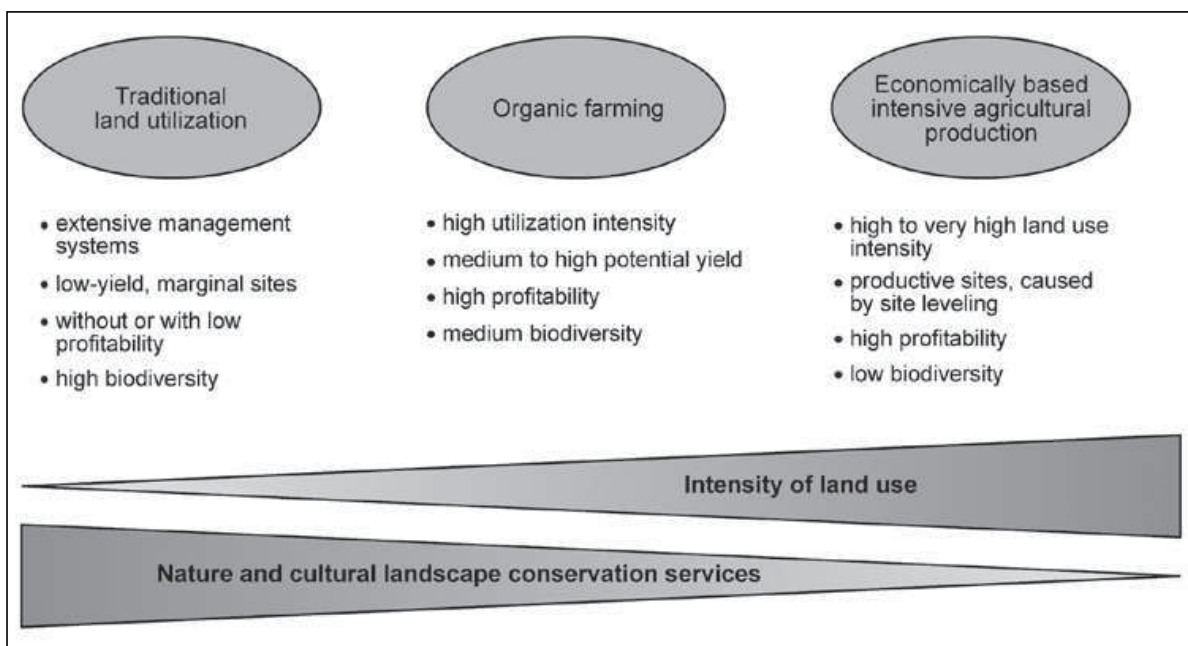 Traditional
land utilization
Organic farming
Economically based
intensive agricultural
production
• extensive management
systems
• low-yield, marginal sites
• without or with low
profitability
• high biodiversity
• high utilization intensity
• medium to high potential yield
• high profitability
• medium biodiversity
• high to very high land use
intensity
• productive sites, caused
by site leveling
• high profitability
• low biodiversity
Intensity of land use
Nature and cultural landscape conservation services